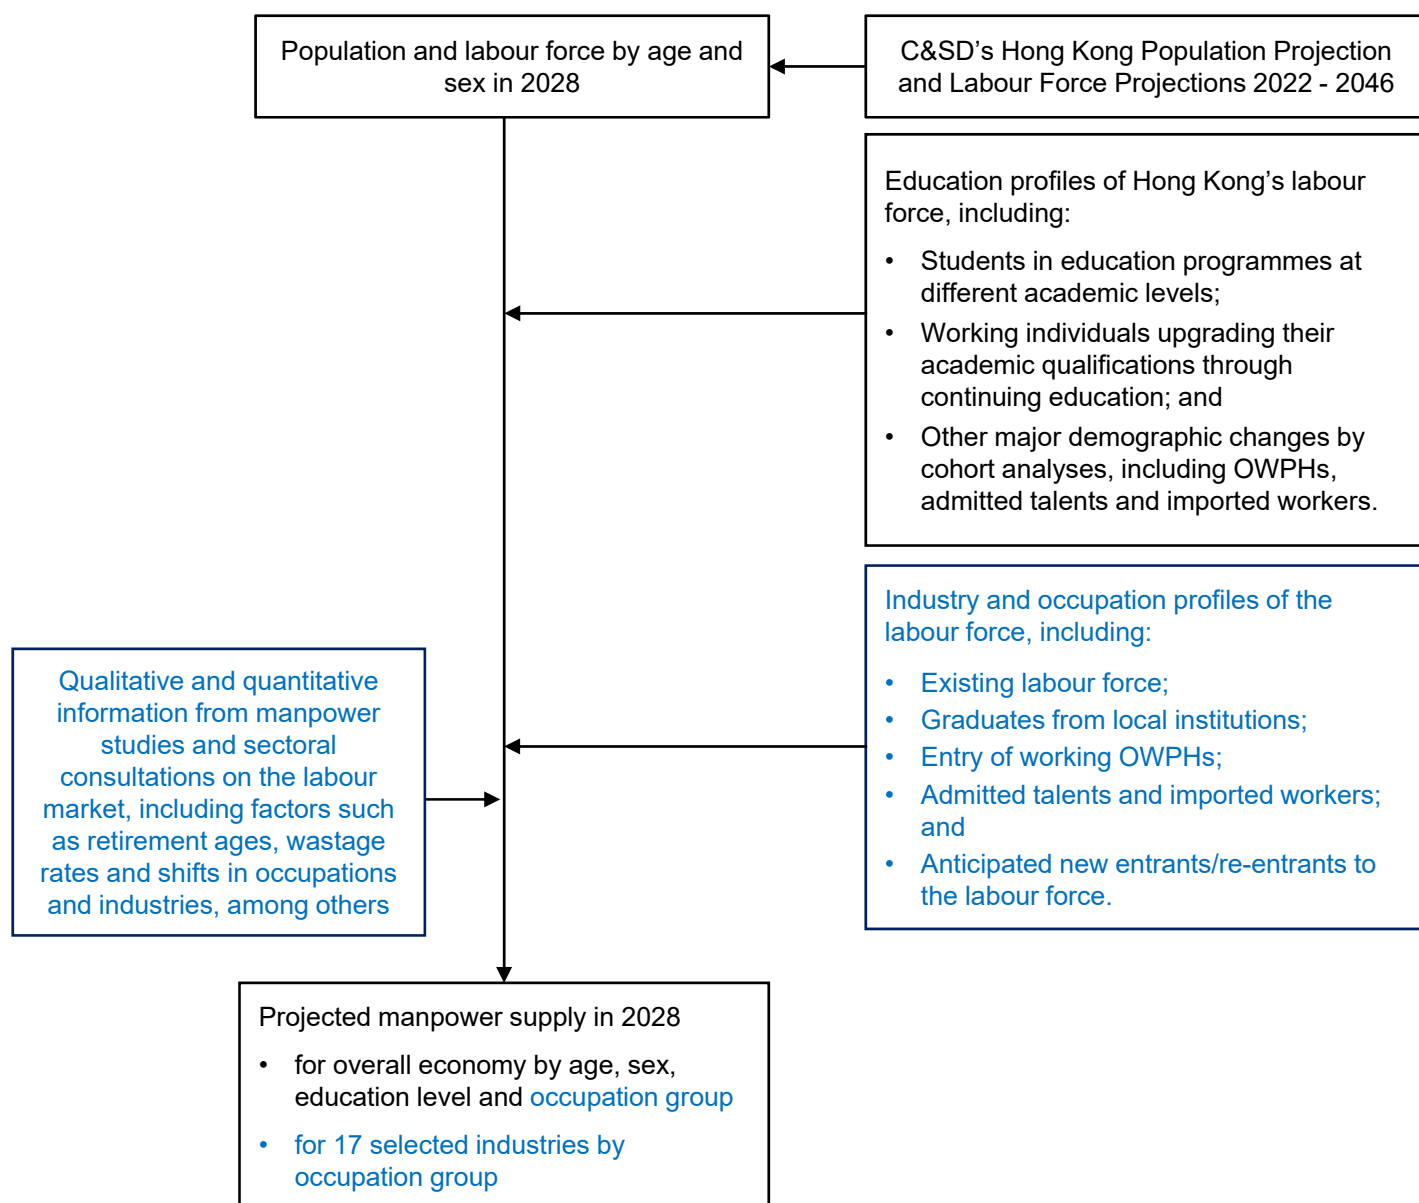 Population and labour force by age and
sex in 2028
C&SD’s Hong Kong Population Projection
and Labour Force Projections 2022 - 2046
Education profiles of Hong Kong’s labour
force, including:
• Students in education programmes at
different academic levels;
• Working individuals upgrading their
academic qualifications through
continuing education; and
• Other major demographic changes by
cohort analyses, including OWPHs,
admitted talents and imported workers.
Industry and occupation profiles of the
labour force, including:
• Existing labour force;
• Graduates from local institutions;
• Entry of working OWPHs;
• Admitted talents and imported workers;
and
• Anticipated new entrants/re-entrants to
the labour force.
Qualitative and quantitative
information from manpower
studies and sectoral
consultations on the labour
market, including factors such
as retirement ages, wastage
rates and shifts in occupations
and industries, among others
Projected manpower supply in 2028
• for overall economy by age, sex,
education level and occupation group
• for 17 selected industries by
occupation group